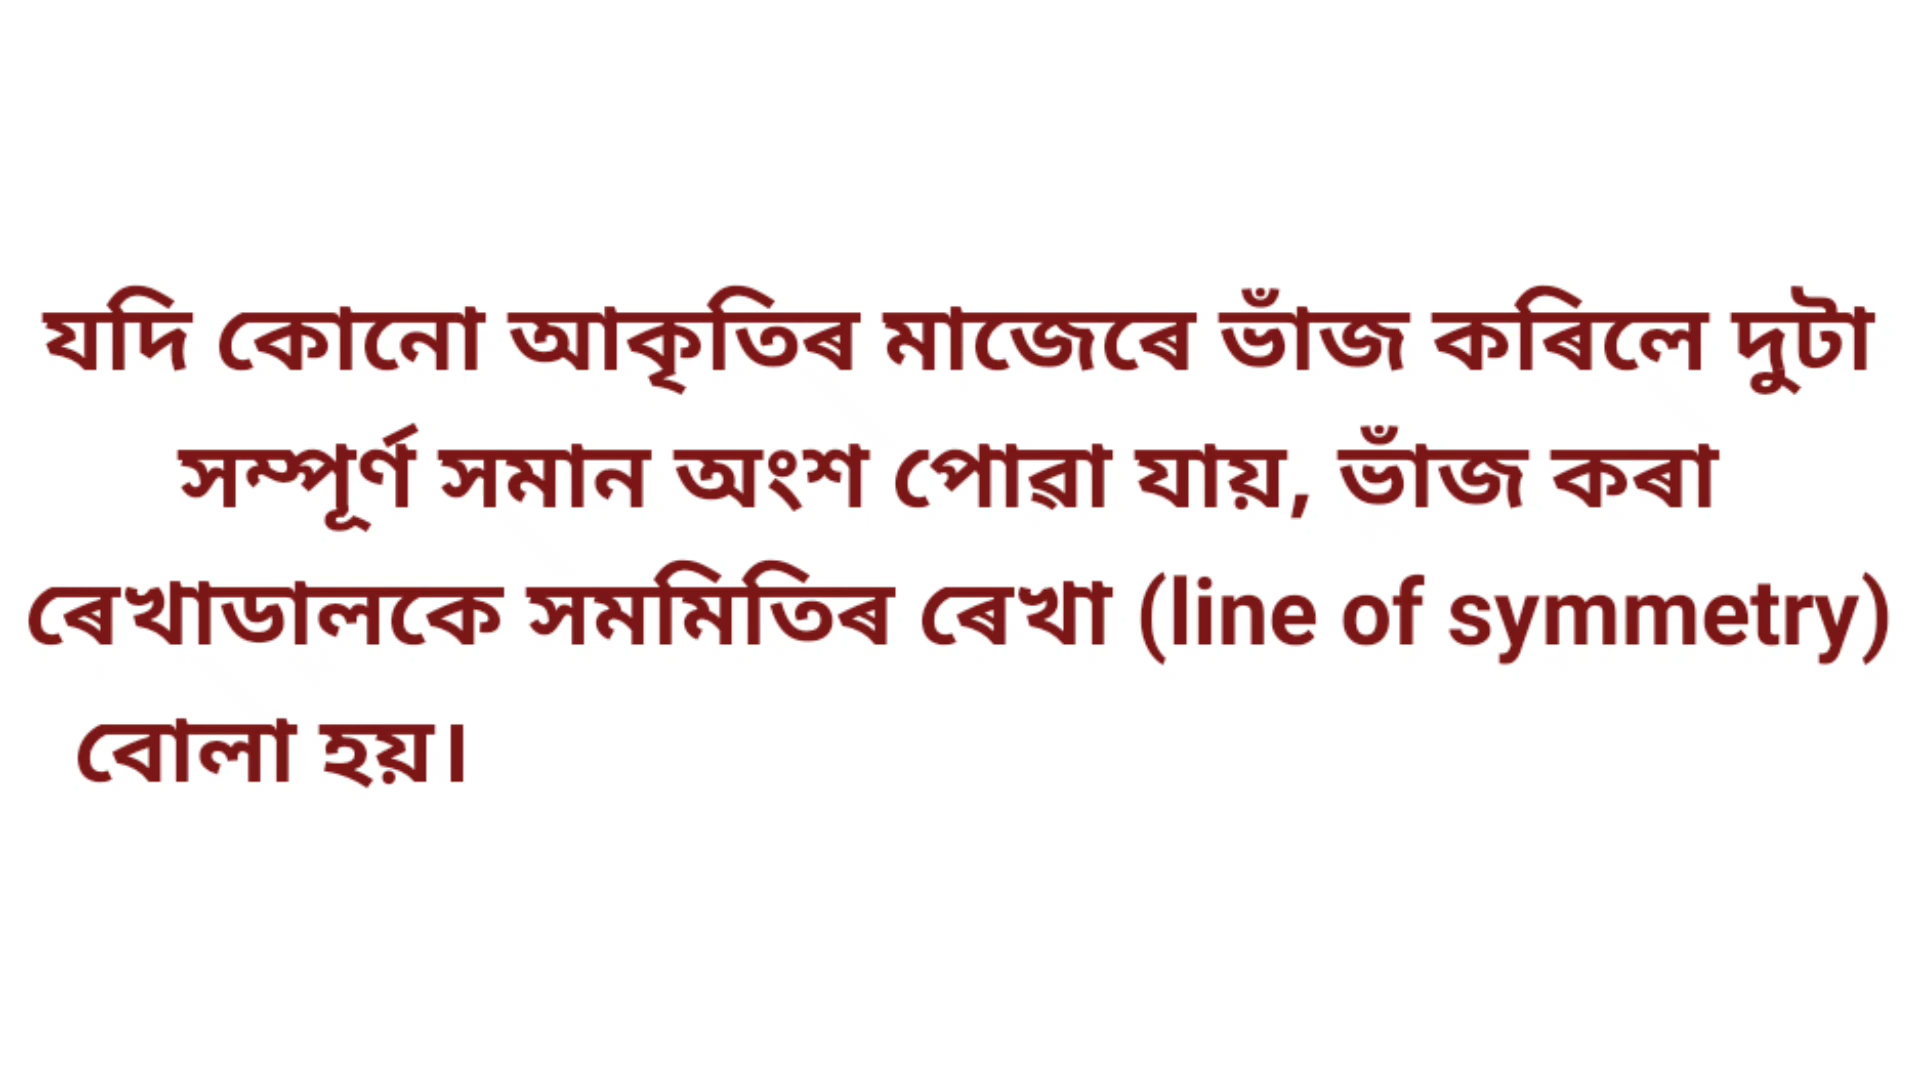 যদি কোনো আকৃতিৰ মাজেৰে ভাঁজ কৰিলে দুটা
সম্পূৰ্ণ সমান অংশ পোৱা যায়, ভাঁজ কৰা
ৰেখাডালকে সমমিতিৰ ৰেখা (line of symmetry)
বোলা হয়।